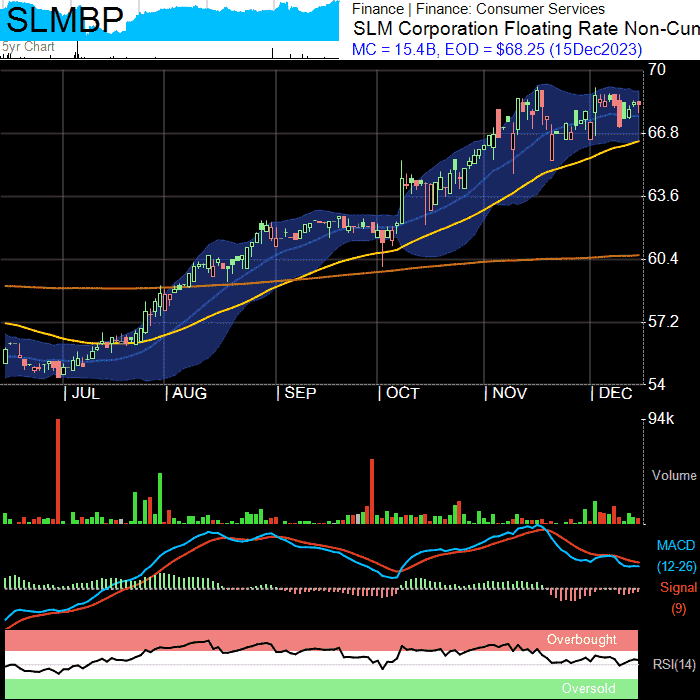 SLMBP
5yr Chart
Finance | Finance: Consumer Services
SLM Corporation Floating Rate Non-Cun
MC = 15.4B, EOD = $68.25 (15Dec2023)
70
66.8
63.6
60.4
57.2
54
| JUL | AUG | SEP | OCT | NOV | DEC
94k
Volume
MACD
(12-26)
Signal
(9)
Overbought
RSI(14)
Oversold